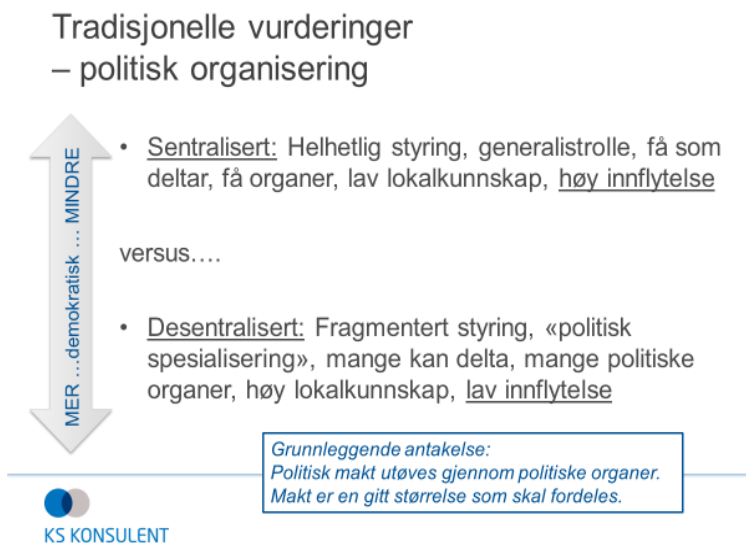 Tradisjonelle vurderinger
– politisk organisering
MER …demokratisk … MINDRE
• Sentralisert: Helhetlig styring, generalistrolle, få som
deltar, få organer, lav lokalkunnskap, høy innflytelse
versus….
• Desentralisert: Fragmentert styring, «politisk
spesialisering», mange kan delta, mange politiske
organer, høy lokalkunnskap, lav innflytelse
Grunnleggende antakelse:
Politisk makt utøves gjennom politiske organer.
Makt er en gitt størrelse som skal fordeles.
KS KONSULENT